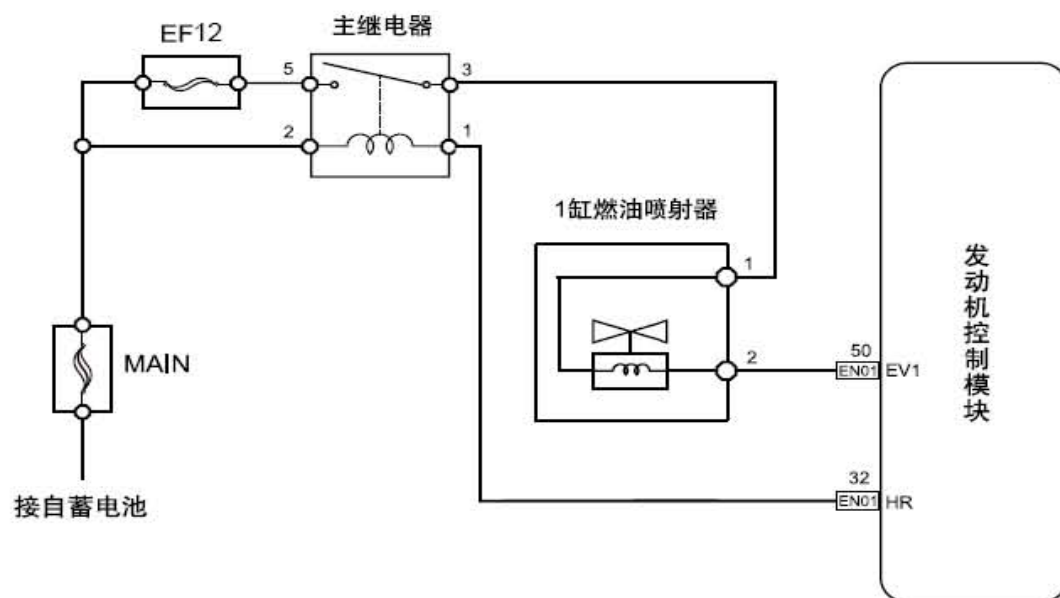 EF12
主继电器
5
3
2
1
1缸燃油喷射器
1
2
MAIN
接自蓄电池
50
EN01 EV1
32
EN01 HR
发动机控制模块